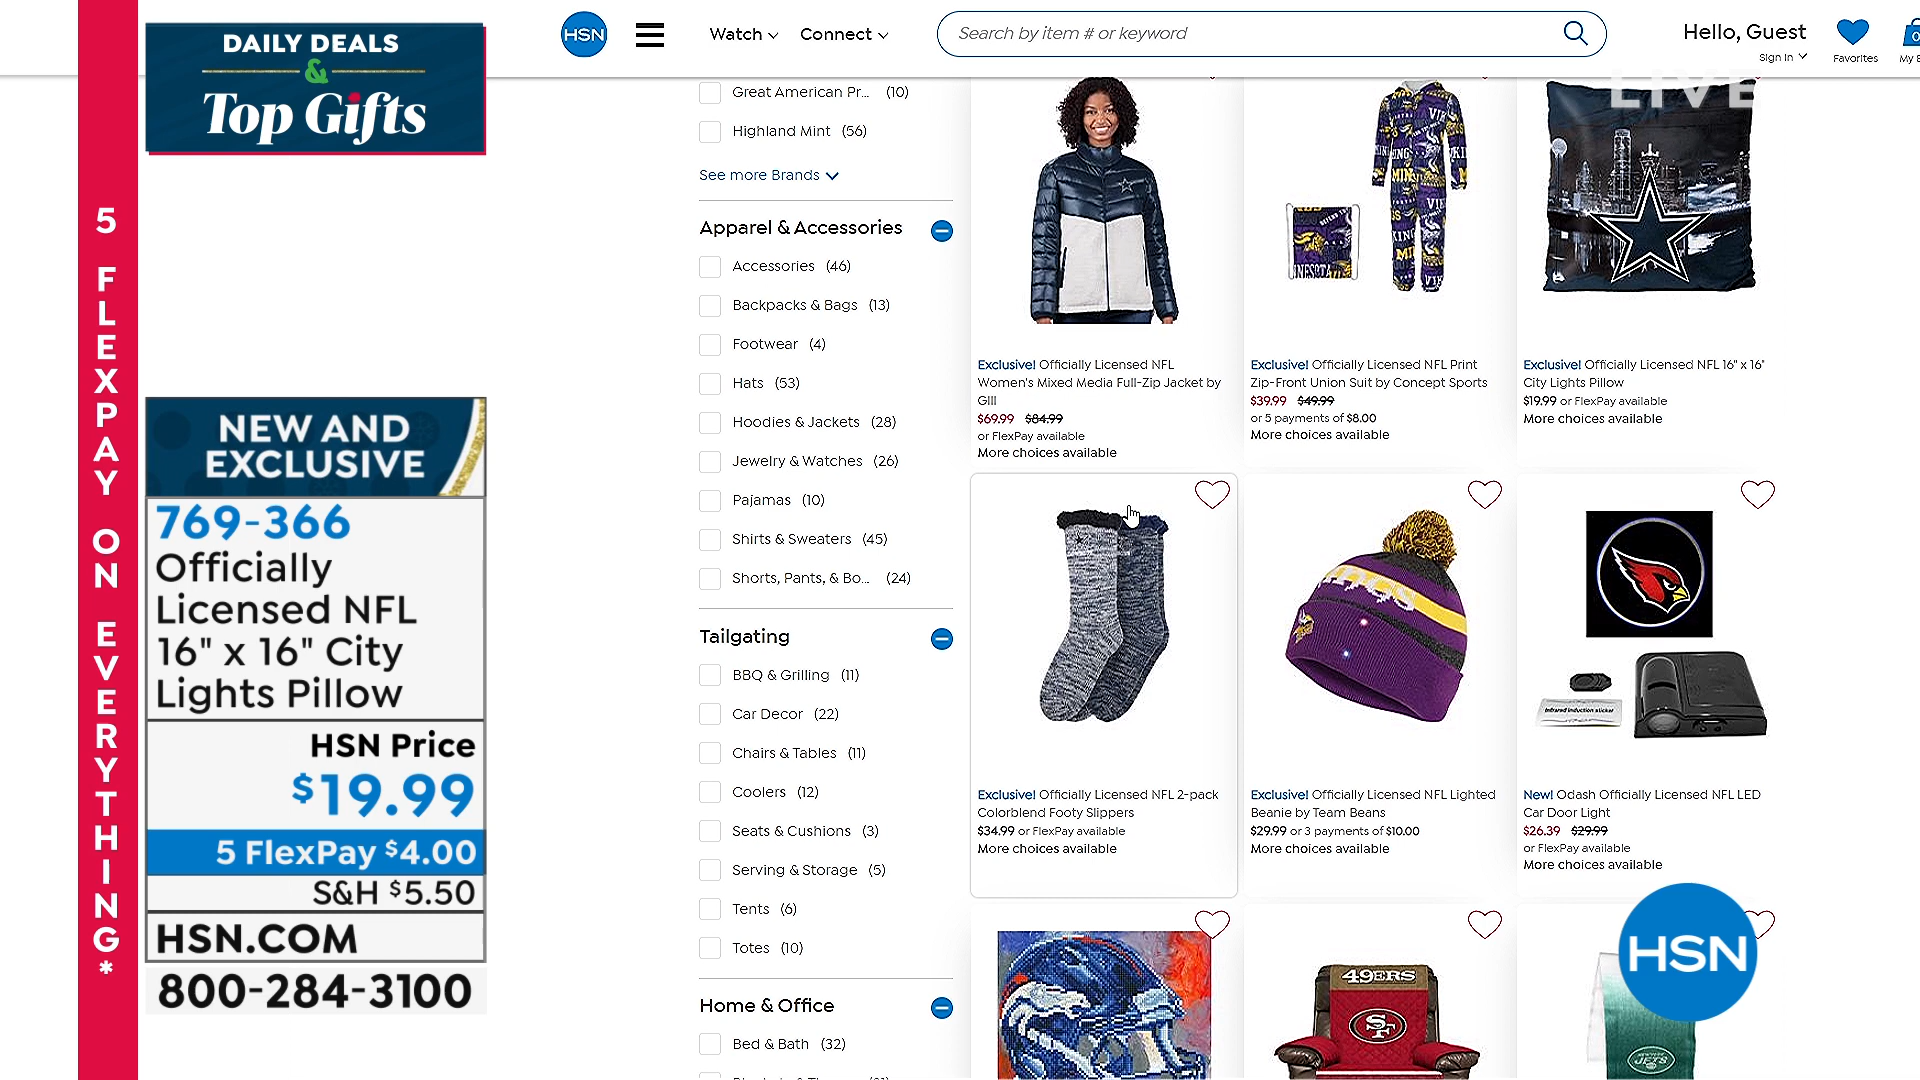 DAILY DEALS
&
Top Gifts
5 FLEXPAY ON EVERYTHING*
NEW AND
EXCLUSIVE
769-366
Officially
Licensed NFL
16" x 16" City
Lights Pillow
HSN Price
$19.99
5 FlexPay $4.00
S&H $5.50
HSN.COM
800-284-3100
HSN
Watch
Connect
Search by item # or keyword
Hello, Guest
Sign In
Favorites
0
LIVE
Great American Pr... (10)
Highland Mint (56)
See more Brands
Apparel & Accessories
Accessories (46)
Backpacks & Bags (13)
Footwear (4)
Hats (53)
Hoodies & Jackets (28)
Jewelry & Watches (26)
Pajamas (10)
Shirts & Sweaters (45)
Shorts, Pants, & Bo... (24)
Tailgating
BBQ & Grilling (11)
Car Decor (22)
Chairs & Tables (11)
Coolers (12)
Seats & Cushions (3)
Serving & Storage (5)
Tents (6)
Totes (10)
Home & Office
Bed & Bath (32)
Exclusive! Officially Licensed NFL
Women's Mixed Media Full-Zip Jacket by
GIII
$69.99 $84.99
or FlexPay available
More choices available
Exclusive! Officially Licensed NFL Print
Zip-Front Union Suit by Concept Sports
$39.99 $49.99
or 5 payments of $8.00
More choices available
Exclusive! Officially Licensed NFL 16" x 16"
City Lights Pillow
$19.99 or FlexPay available
More choices available
Exclusive! Officially Licensed NFL 2-pack
Colorblend Footy Slippers
$34.99 or FlexPay available
More choices available
Exclusive! Officially Licensed NFL Lighted
Beanie by Team Beans
$29.99 or 3 payments of $10.00
More choices available
Infrared induction sticker
New! Odash Officially Licensed NFL LED
Car Door Light
$26.39 $29.99
or FlexPay available
More choices available
49ERS
SF
JETS
HSN